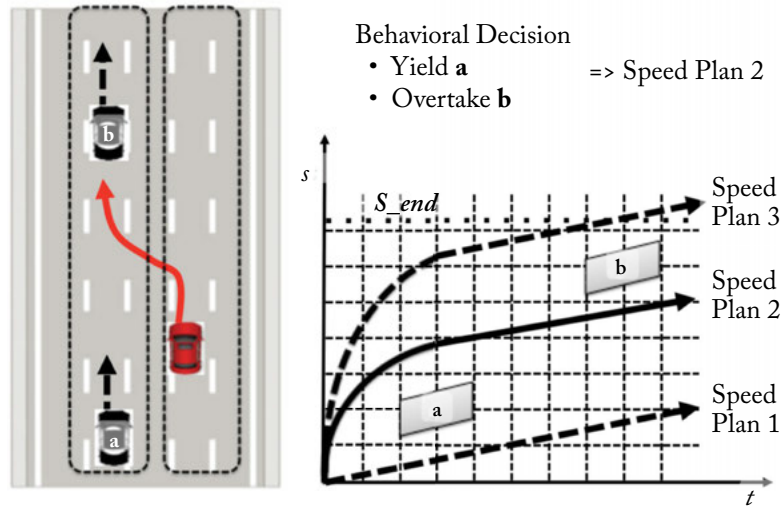 Behavioral Decision
• Yield a
=> Speed Plan 2
• Overtake b
b
a
s
S_end
Speed
Plan 3
b
Speed
Plan 2
a
Speed
Plan 1
t